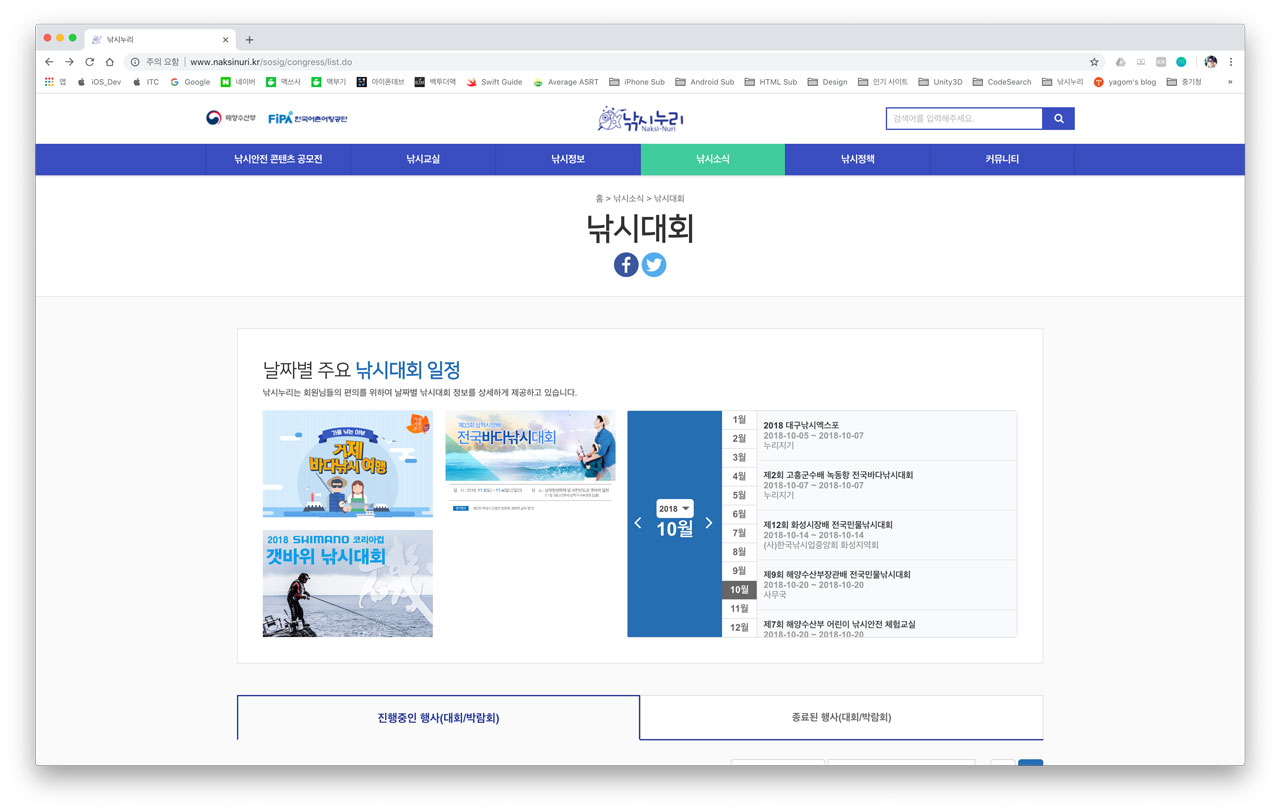 낚시누리
주의 요함 | www.naksinuri.kr/sosig/congress/list.do
앱 iOS_Dev ITC Google 네이버 맥쓰사 맥부기 아이폰데브 백투더맥 Swift Guide Average ASRT iPhone Sub Android Sub HTML Sub Design 인기 사이트 Unity3D CodeSearch 낚시누리 yagom's blog 중기청 »
해양수산부 FiPA 한국어촌어항공단
낚시누리
Naksi-Nuri
검색어를 입력해주세요.
낚시안전 콘텐츠 공모전 낚시교실 낚시정보 낚시소식 낚시정책 커뮤니티
홈 > 낚시소식 > 낚시대회
낚시대회
날짜별 주요 낚시대회 일정
낚시누리는 회원님들의 편의를 위하여 날짜별 낚시대회 정보를 상세하게 제공하고 있습니다.
가을 낚는 어부
거제
바다낚시 여행
제15회 삼척시장배
전국바다낚시대회
2018 SHIMANO 코리아컵
갯바위 낚시대회
磯
2018
10월
1월
2월
3월
4월
5월
6월
7월
8월
9월
10월
11월
12월
2018 대구낚시엑스포
2018-10-05 ~ 2018-10-07
누리지기
제2회 고흥군수배 녹동항 전국바다낚시대회
2018-10-07 ~ 2018-10-07
누리지기
제12회 화성시장배 전국민물낚시대회
2018-10-14 ~ 2018-10-14
(사)한국낚시업중앙회 화성지역회
제9회 해양수산부장관배 전국민물낚시대회
2018-10-20 ~ 2018-10-20
사무국
제7회 해양수산부 어린이 낚시안전 체험교실
2018-10-20 ~ 2018-10-20
진행중인 행사(대회/박람회) 종료된 행사(대회/박람회)